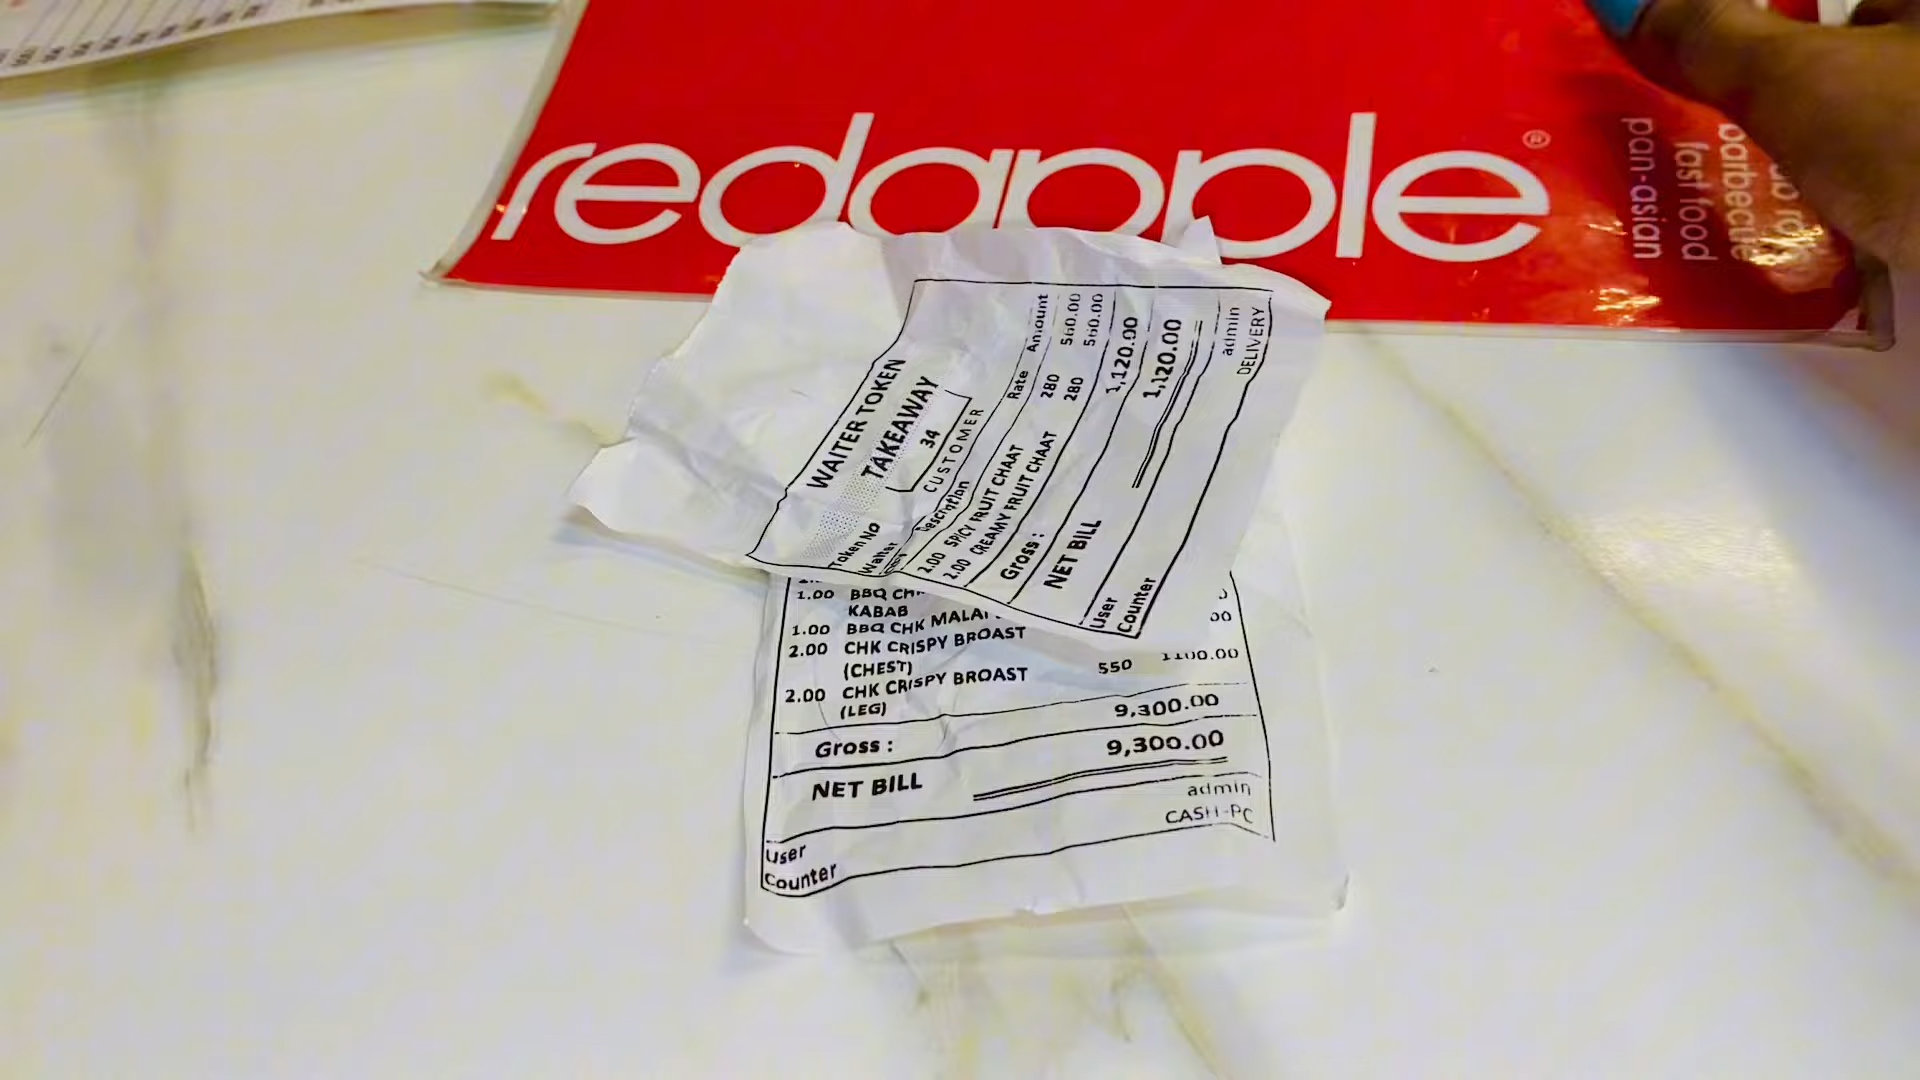 redapple®
pan-asian
fast food
barbecue
WAITER TOKEN
TAKEAWAY
Token No 34
Waiter CUSTOMER
Description Rate Amount
2.00 SPICY FRUIT CHAAT 280 560.00
2.00 CREAMY FRUIT CHAAT 280 560.00
Gross : 1,120.00
NET BILL 1,120.00
User admin
Counter DELIVERY
1.00 BBQ
KABAB
1.00 BBQ CHK MALAI
2.00 CHK CRISPY BROAST
(CHEST)
2.00 CHK CRISPY BROAST 550 1100.00
(LEG)
Gross : 9,300.00
NET BILL 9,300.00
User admin
Counter CASH-PC